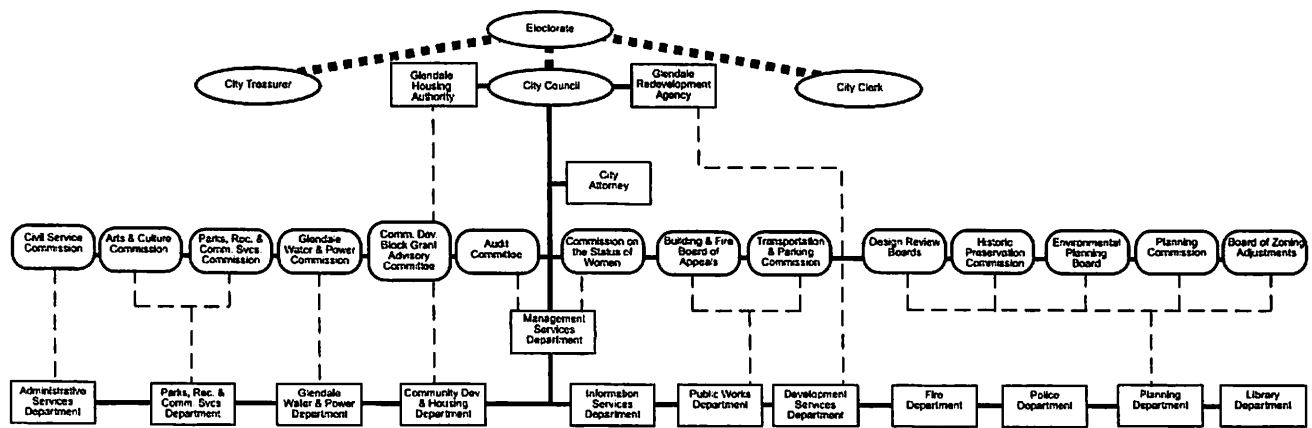 Electorate
City Treasurer
Glendale
Housing
Authority
City Council
Glendale
Redevelopment
Agency
City Clerk
City
Attorney
Civil Service
Commission
Arts & Culture
Commission
Parks, Rec. &
Comm. Svcs.
Commission
Glendale
Water & Power
Commission
Comm. Dev.
Block Grant
Advisory
Committee
Audit
Committee
Commission on
the Status of
Women
Building & Fire
Board of
Appeals
Transportation
& Parking
Commission
Design Review
Boards
Historic
Preservation
Commission
Environmental
Planning
Board
Planning
Commission
Board of Zoning
Adjustments
Management
Services
Department
Administrative
Services
Department
Parks, Rec. &
Comm. Svcs
Department
Glendale
Water & Power
Department
Community Dev
& Housing
Department
Information
Services
Department
Public Works
Department
Development
Services
Department
Fire
Department
Police
Department
Planning
Department
Library
Department